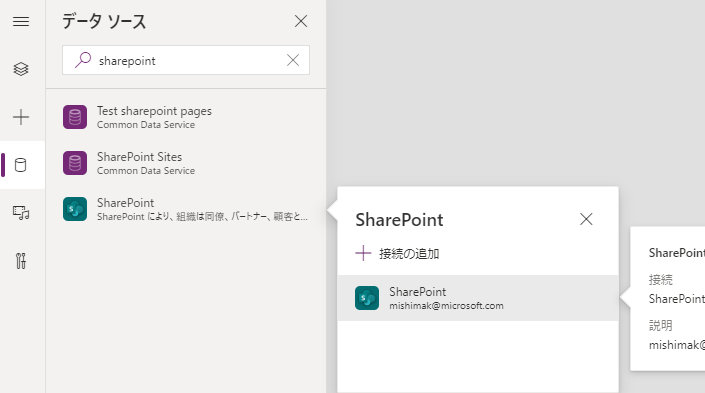 データ ソース
sharepoint
Test sharepoint pages
Common Data Service
SharePoint Sites
Common Data Service
SharePoint
SharePoint により、組織は同僚、パートナー、顧客と...
SharePoint
接続の追加
SharePoint
mishimak@microsoft.com
SharePoint
接続
SharePoint
説明
mishimak@